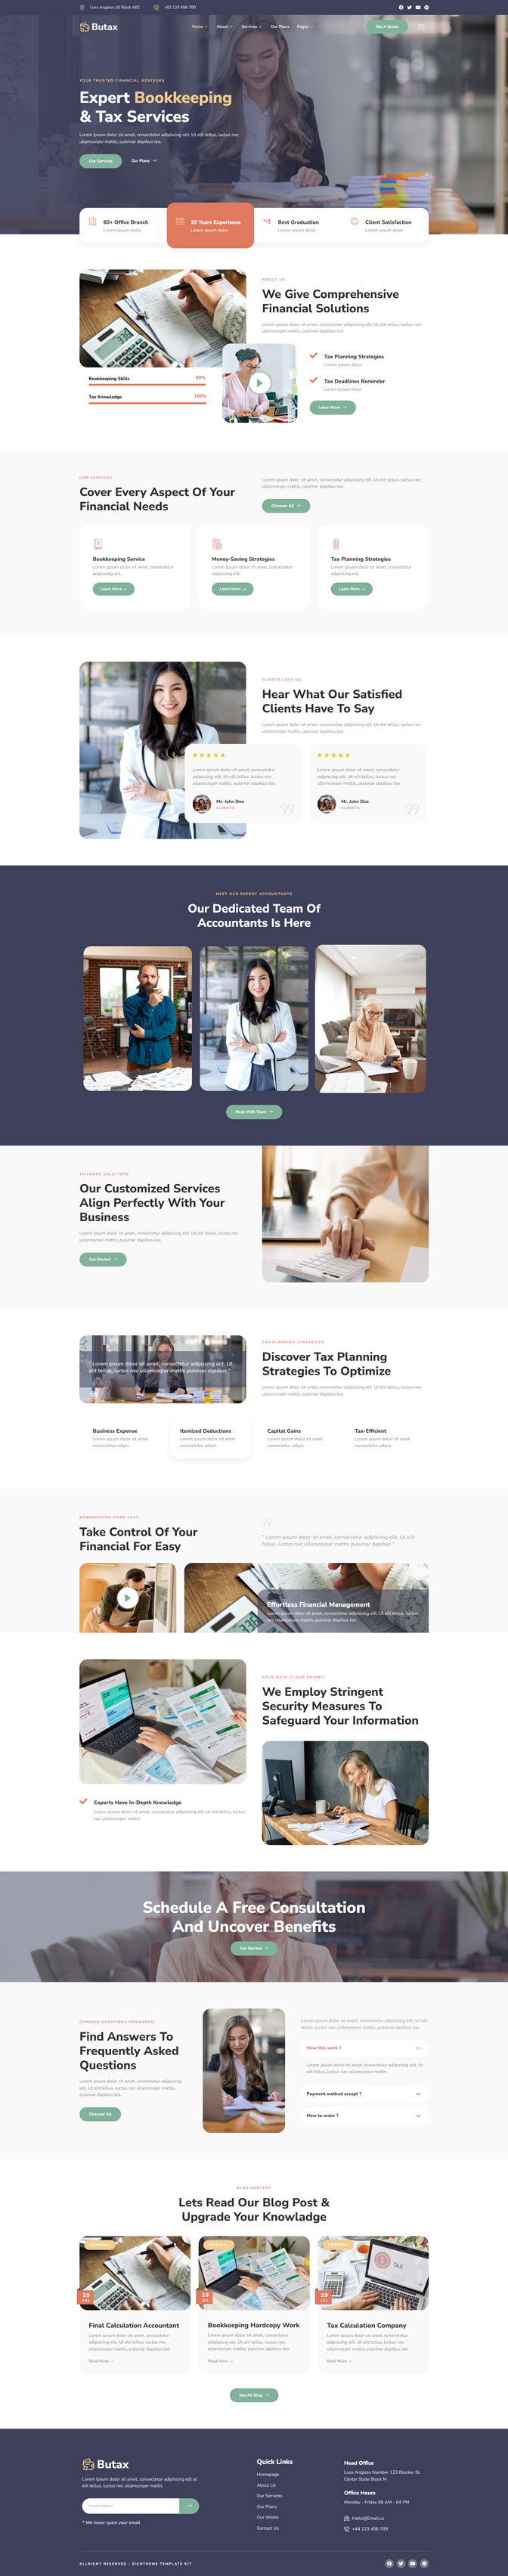 Loss Angless US Block ABC
+62 123 456 789
Butax
Home
About
Services
Our Plans
Pages
Get A Quote
YOUR TRUSTED FINANCIAL ADVISORS
Expert Bookkeeping
& Tax Services
Lorem ipsum dolor sit amet, consectetur adipiscing elit. Ut elit tellus, luctus nec
ullamcorper mattis, pulvinar dapibus leo.
Our Services
Our Plans
60+ Office Branch
Lorem ipsum dolor
15 Years Experience
Lorem ipsum dolor
Best Graduation
Lorem ipsum dolor
Client Satisfaction
Lorem ipsum dolor
ABOUT US
We Give Comprehensive
Financial Solutions
Lorem ipsum dolor sit amet, consectetur adipiscing elit. Ut elit tellus, luctus nec
ullamcorper mattis, pulvinar dapibus leo.
Bookkeeping Skills
99%
Tax Knowladge
100%
Tax Planning Strategies
Lorem ipsum dolor
Tax Deadlines Reminder
Lorem ipsum dolor
Learn More
OUR SERVICES
Cover Every Aspect Of Your
Financial Needs
Lorem ipsum dolor sit amet, consectetur adipiscing elit. Ut elit tellus, luctus nec
ullamcorper mattis, pulvinar dapibus leo.
Discover All
Bookkeeping Service
Lorem ipsum dolor sit amet, consectetur
adipiscing elit.
Learn More
Money-Saving Strategies
Lorem ipsum dolor sit amet, consectetur
adipiscing elit.
Learn More
Tax Planning Strategies
Lorem ipsum dolor sit amet, consectetur
adipiscing elit.
Learn More
CLIENTS LOVE US
Hear What Our Satisfied
Clients Have To Say
Lorem ipsum dolor sit amet, consectetur adipiscing elit. Ut elit tellus, luctus nec
ullamcorper mattis, pulvinar dapibus leo.
Lorem ipsum dolor sit amet, consectetur
adipiscing elit. Ut elit tellus, luctus nec
ullamcorper mattis, pulvinar dapibus leo.
Mr. John Doe
CLIENTS
Lorem ipsum dolor sit amet, consectetur
adipiscing elit. Ut elit tellus, luctus nec
ullamcorper mattis, pulvinar dapibus leo.
Mr. John Doe
CLIENTS
MEET OUR EXPERT ACCOUNTANTS
Our Dedicated Team Of
Accountants Is Here
Meet With Team
TAILORED SOLUTIONS
Our Customized Services
Align Perfectly With Your
Business
Lorem ipsum dolor sit amet, consectetur adipiscing elit. Ut elit tellus, luctus nec
ullamcorper mattis, pulvinar dapibus leo.
Get Started
" Lorem ipsum dolor sit amet, consectetur adipiscing elit. Ut
elit tellus, luctus nec ullamcorper mattis pulvinar dapibus "
TAX PLANNING STRATEGIES
Discover Tax Planning
Strategies To Optimize
Lorem ipsum dolor sit amet, consectetur adipiscing elit. Ut elit tellus, luctus nec
ullamcorper mattis, pulvinar dapibus leo.
Business Expense
Lorem ipsum dolor sit amet
consectetur adipis
Itemized Deductions
Lorem ipsum dolor sit amet
consectetur adipis
Capital Gains
Lorem ipsum dolor sit amet
consectetur adipis
Tax-Efficient
Lorem ipsum dolor sit amet
consectetur adipis
BOOKKEEPING MADE EASY
Take Control Of Your
Financial For Easy
" Lorem ipsum dolor sit amet, consectetur adipiscing elit. Ut elit
tellus, luctus nec ullamcorper mattis pulvinar dapibus "
Effortless Financial Management
Lorem ipsum dolor sit amet, consectetur adipiscing elit. Ut elit tellus, luctus
nec ullamcorper mattis, pulvinar dapibus leo.
YOUR DATA IS OUR PRIORIT
We Employ Stringent
Security Measures To
Safeguard Your Information
Experts Have In-Depth Knowledge
Lorem ipsum dolor sit amet, consectetur adipiscing elit. Ut elit tellus, luctus
nec ullamcorper mattis
Schedule A Free Consultation
And Uncover Benefits
Get Started
COMMON QUESTIONS ANSWERED
Find Answers To
Frequently Asked
Questions
Lorem ipsum dolor sit amet, consectetur adipiscing
elit. Ut elit tellus, luctus nec ullamcorper mattis,
pulvinar dapibus leo.
Discover All
Lorem ipsum dolor sit amet, consectetur adipiscing elit. Ut elit
tellus, luctus nec ullamcorper mattis, pulvinar dapibus leo.
How this work ?
Lorem ipsum dolor sit amet, consectetur adipiscing elit. Ut
elit tellus, luctus nec ullamcorper mattis.
Payment method accept ?
How to order ?
BLOG CONTENT
Lets Read Our Blog Post &
Upgrade Your Knowladge
GENERAL
29
JUL
Final Calculation Accountant
Lorem ipsum dolor sit amet, consectetur
adipiscing elit. Ut elit tellus, luctus nec
ullamcorper mattis, pulvinar dapibus leo.
Read More
GENERAL
29
JUL
Bookkeeping Hardcopy Work
Lorem ipsum dolor sit amet, consectetur
adipiscing elit. Ut elit tellus, luctus nec
ullamcorper mattis, pulvinar dapibus leo.
Read More
GENERAL
29
JUL
TAX
Tax Calculation Company
Lorem ipsum dolor sit amet, consectetur
adipiscing elit. Ut elit tellus, luctus nec
ullamcorper mattis, pulvinar dapibus leo.
Read More
See All Blog
Butax
Lorem ipsum dolor sit amet, consectetur adipiscing elit ut
elit tellus, luctus nec ullamcorper mattis
Email Address
* We never spam your email
Quick Links
Homepage
About Us
Our Services
Our Plans
Our Works
Contact Us
Head Office
Loss Angless Number 123 Blocker St.
Center State Block M
Office Hours
Monday - Friday 08 AM - 04 PM
Hello@Email.co
+44 123 456 789
ALLRIGHT RESERVED - EIGHTHEME TEMPLATE KIT